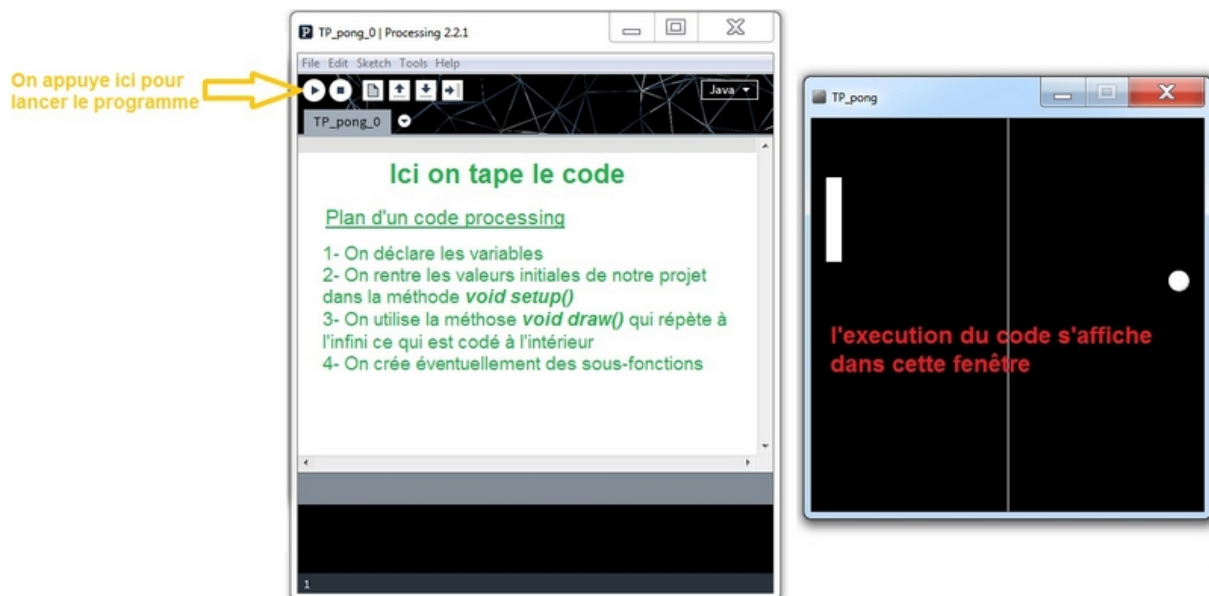 On appuye ici pour
lancer le programme
TP_pong_0 | Processing 2.2.1
File Edit Sketch Tools Help
Java
TP_pong_0
Ici on tape le code
Plan d'un code processing
1- On déclare les variables
2- On rentre les valeurs initiales de notre projet
dans la méthode void setup()
3- On utilise la méthose void draw() qui répète à
l'infini ce qui est codé à l'intérieur
4- On crée éventuellement des sous-fonctions
1
TP_pong
l'execution du code s'affiche
dans cette fenêtre